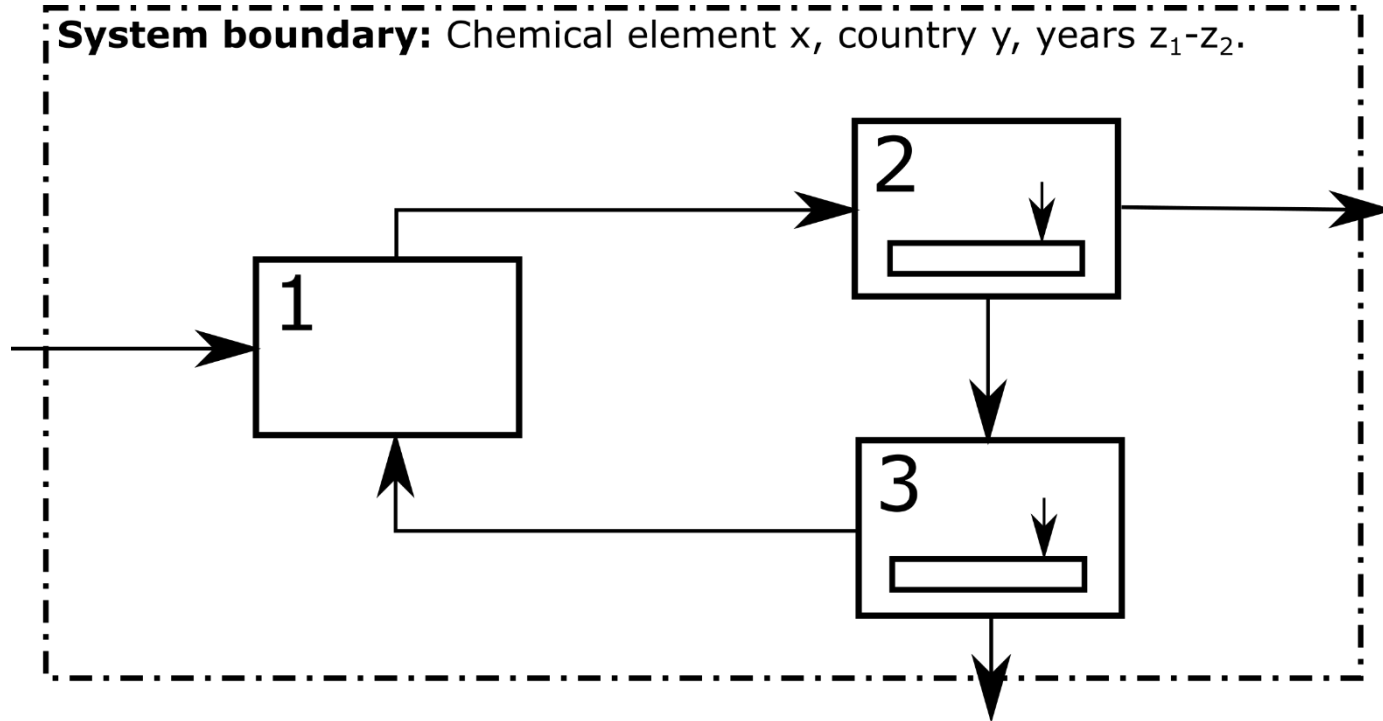 System boundary: Chemical element x, country y, years z₁-z₂.
2
1
3